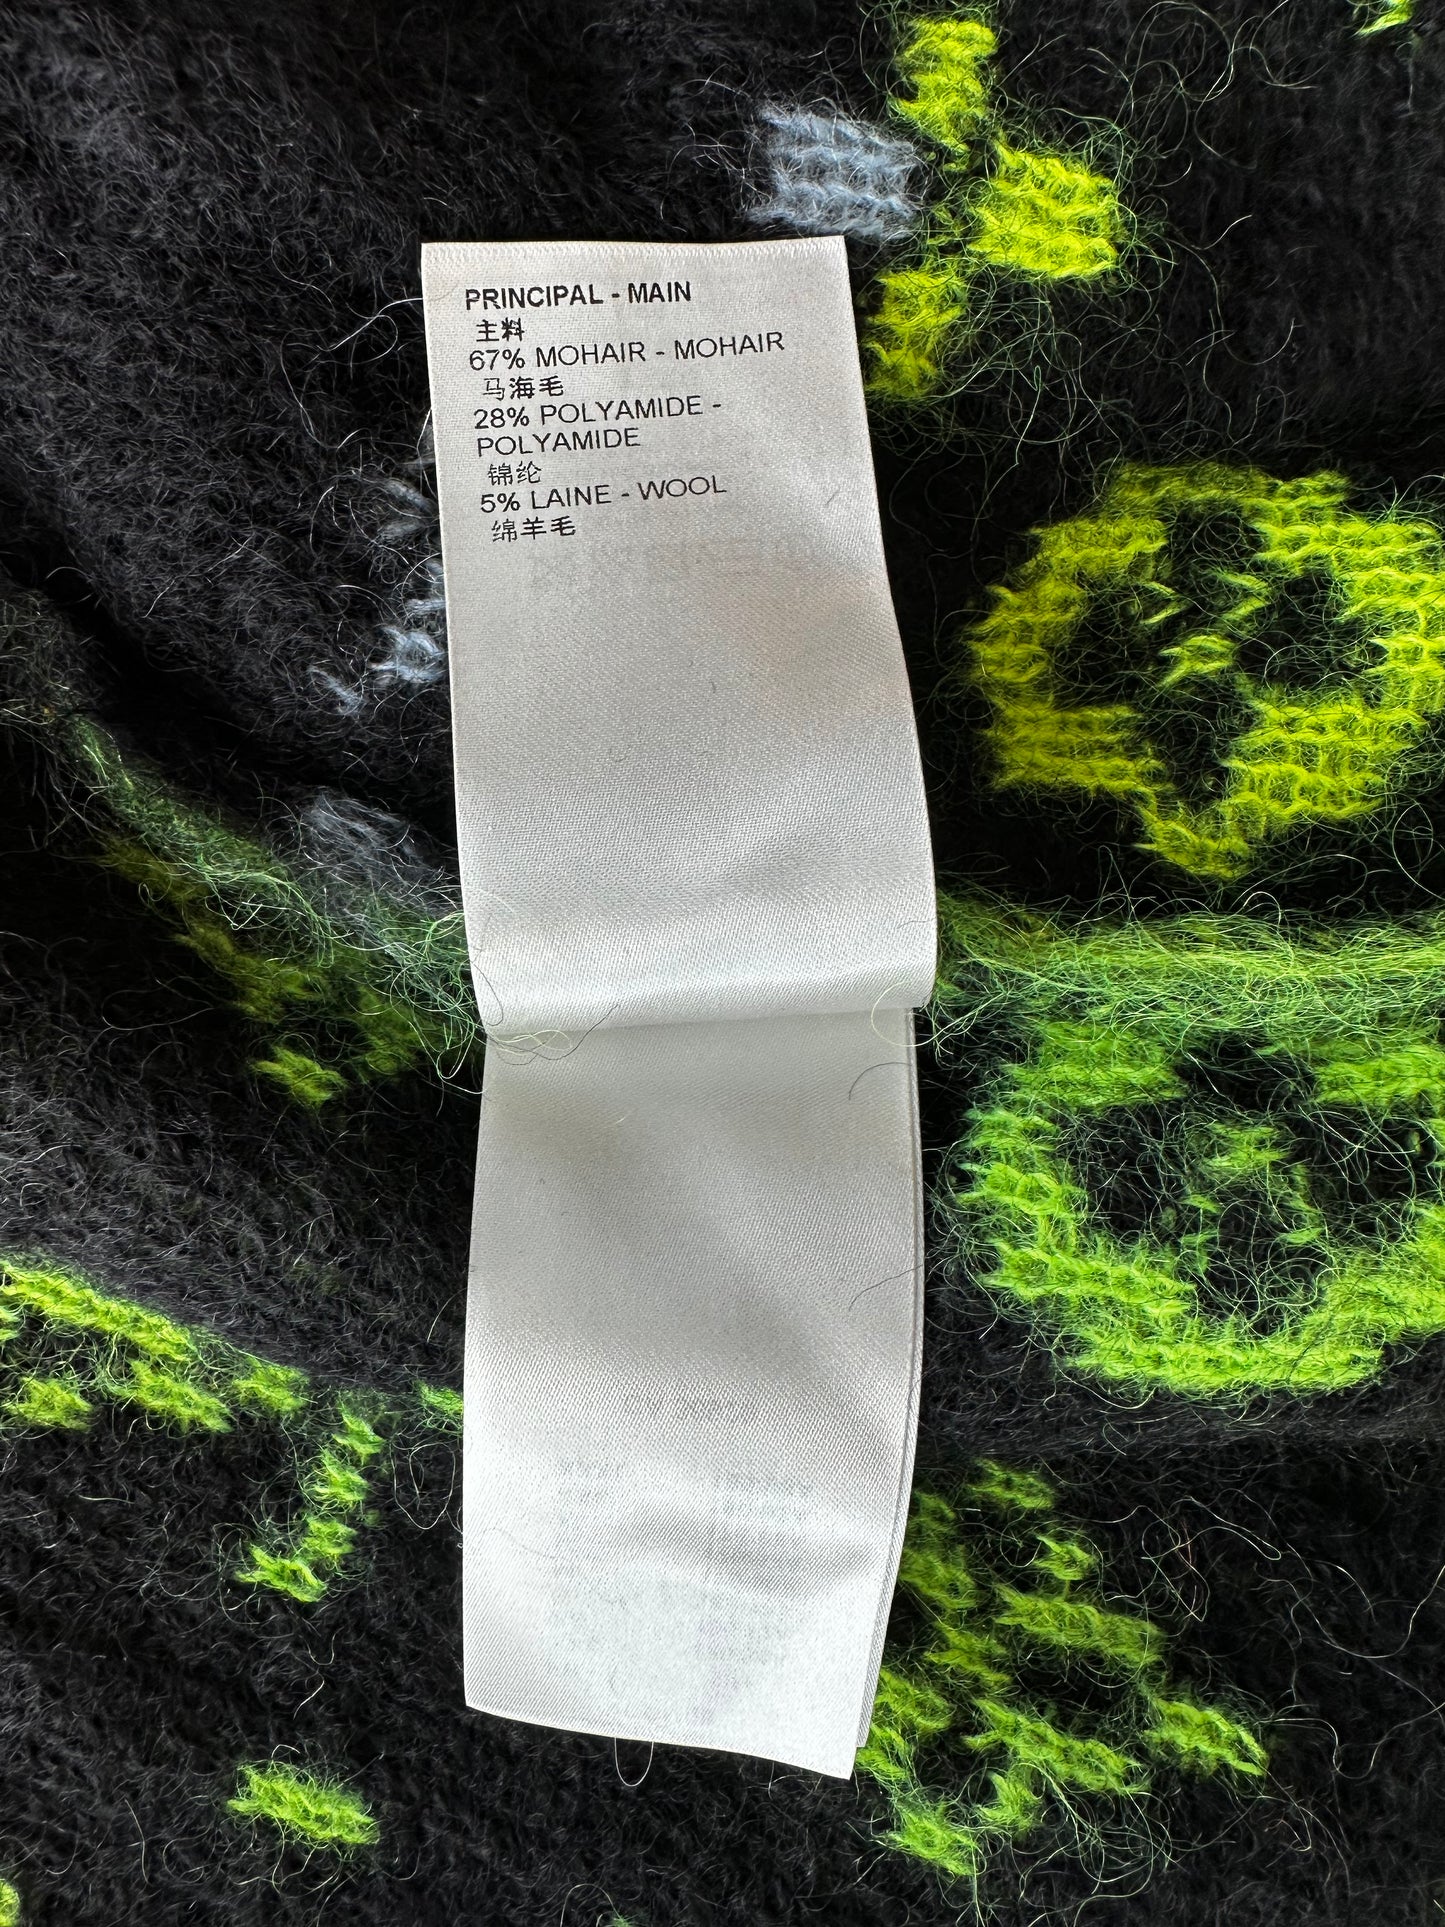 PRINCIPAL - MAIN
主料
67% MOHAIR - MOHAIR
马海毛
28% POLYAMIDE -
POLYAMIDE
锦纶
5% LAINE - WOOL
绵羊毛